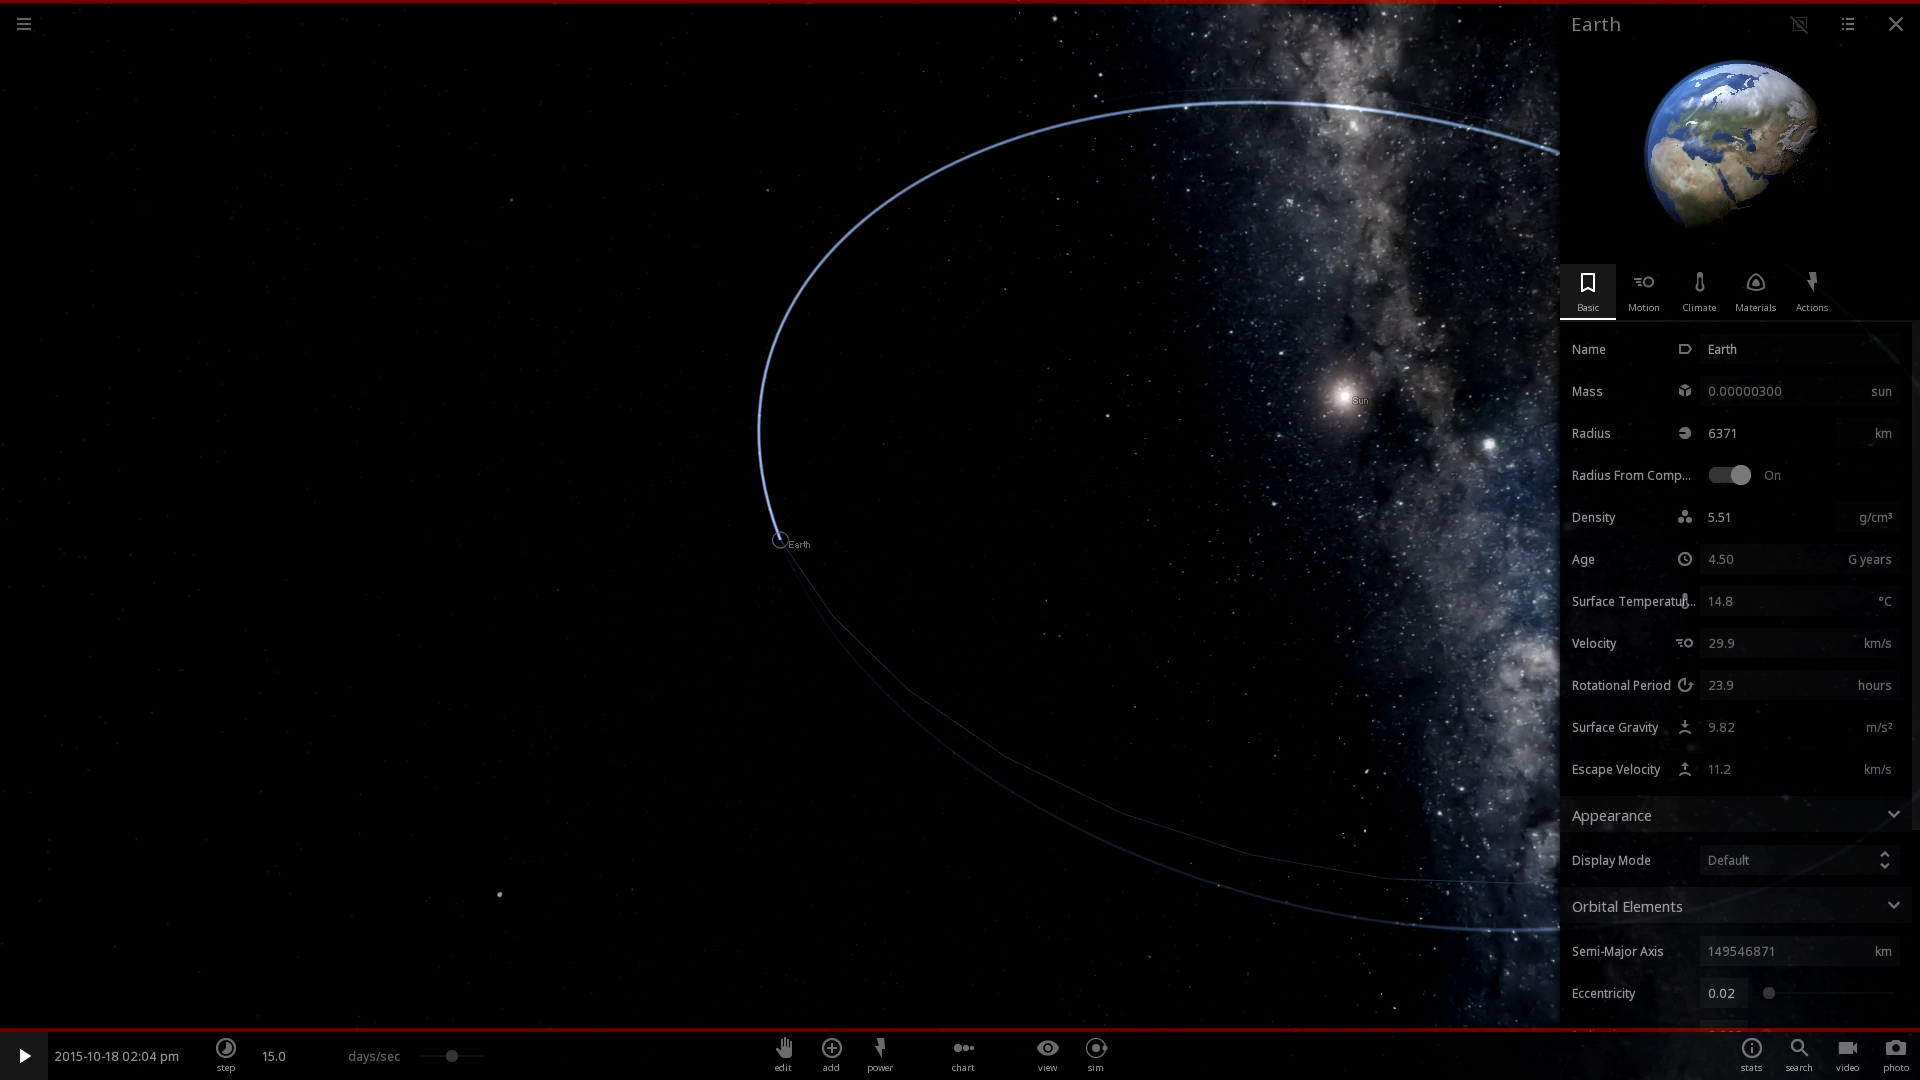 Earth
Basic
Motion
Climate
Materials
Actions
Name Earth
Mass 0.00000300 sun
Radius 6371 km
Radius From Comp... On
Density 5.51 g/cm³
Age 4.50 G years
Surface Temperatur... 14.8 °C
Velocity 29.9 km/s
Rotational Period 23.9 hours
Surface Gravity 9.82 m/s²
Escape Velocity 11.2 km/s
Appearance
Display Mode Default
Orbital Elements
Semi-Major Axis 149546871 km
Eccentricity 0.02
Sun
Earth
2015-10-18 02:04 pm
step
15.0 days/sec
edit
add
power
chart
view
sim
stats
search
video
photo